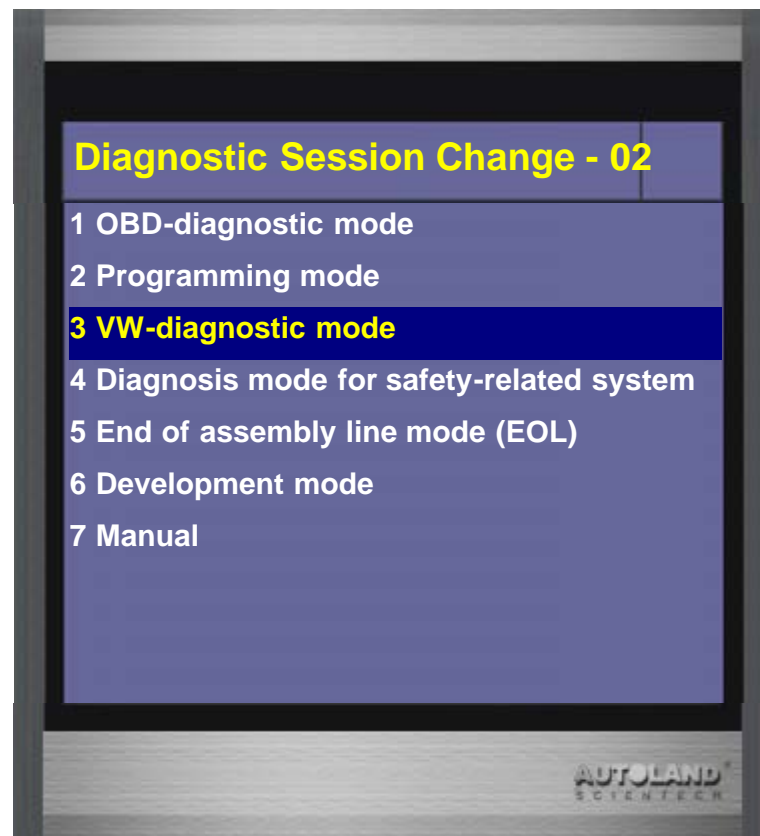 Diagnostic Session Change - 02
1 OBD-diagnostic mode
2 Programming mode
3 VW-diagnostic mode
4 Diagnosis mode for safety-related system
5 End of assembly line mode (EOL)
6 Development mode
7 Manual
AUTOLAND
SCIENTECH